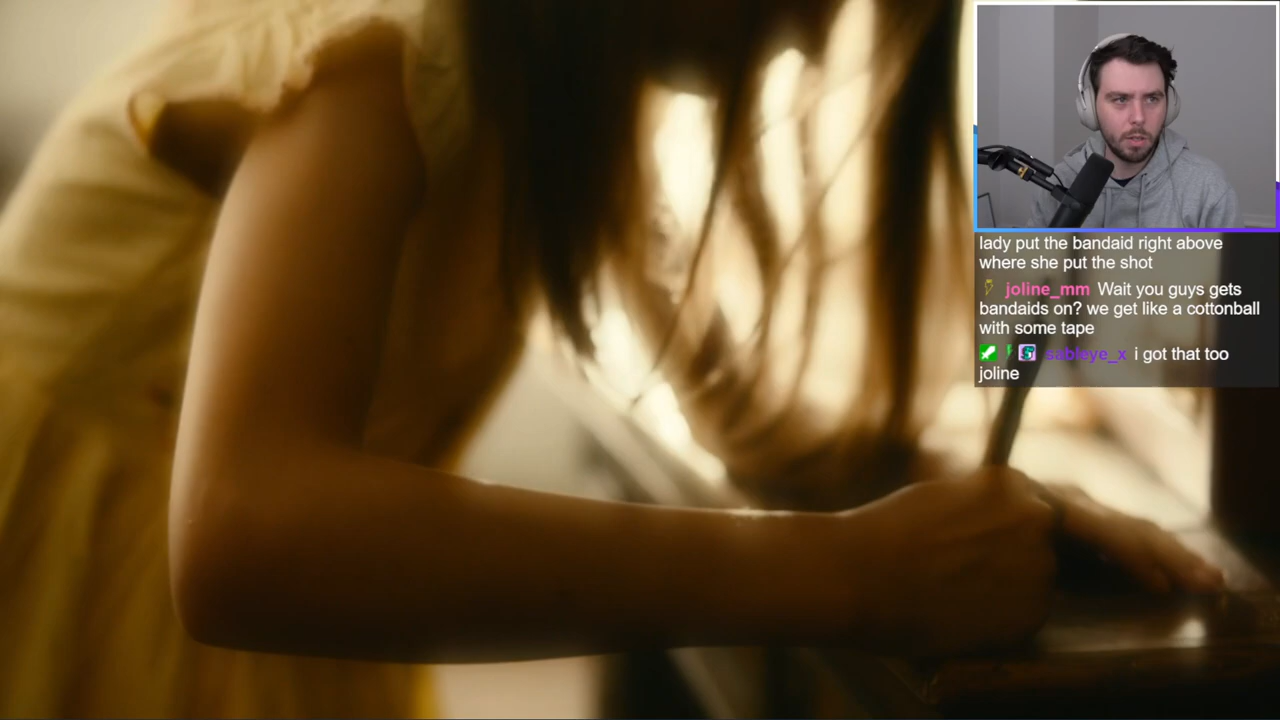 lady put the bandaid right above
where she put the shot
joline_mm Wait you guys gets
bandaids on? we get like a cottonball
with some tape
sableye_x i got that too
joline